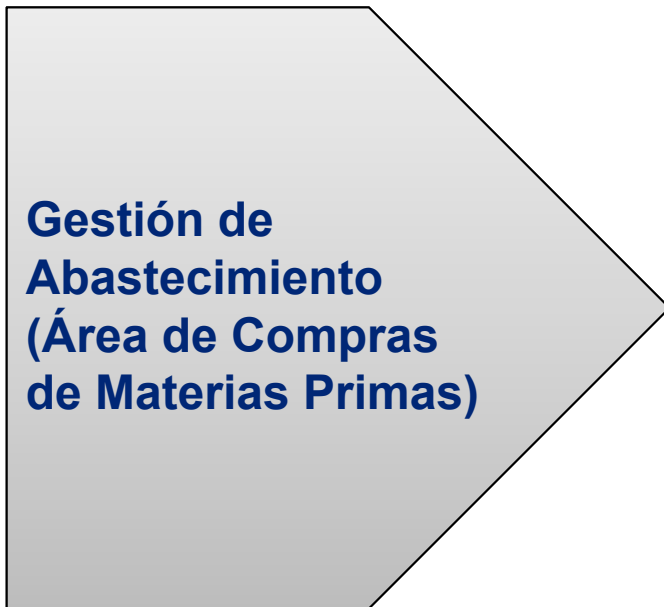 Gestión de
Abastecimiento
(Área de Compras
de Materias Primas)